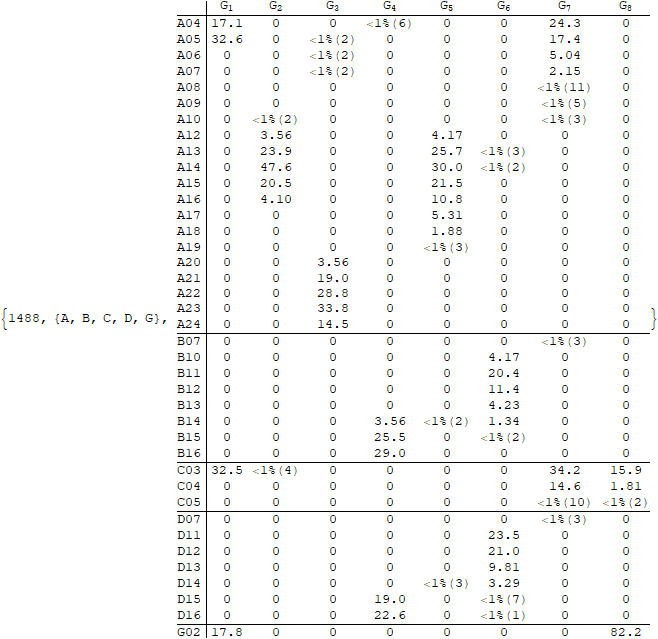 G1 G2 G3 G4 G5 G6 G7 G8
A04 17.1 0 0 <1%(6) 0 0 24.3 0
A05 32.6 0 <1%(2) 0 0 0 17.4 0
A06 0 0 <1%(2) 0 0 0 5.04 0
A07 0 0 <1%(2) 0 0 0 2.15 0
A08 0 0 0 0 0 0 <1%(11) 0
A09 0 0 0 0 0 0 <1%(5) 0
A10 0 <1%(2) 0 0 0 0 <1%(3) 0
A12 0 3.56 0 0 4.17 0 0 0
A13 0 23.9 0 0 25.7 <1%(3) 0 0
A14 0 47.6 0 0 30.0 <1%(2) 0 0
A15 0 20.5 0 0 21.5 0 0 0
A16 0 4.10 0 0 10.8 0 0 0
A17 0 0 0 0 5.31 0 0 0
A18 0 0 0 0 1.88 0 0 0
A19 0 0 0 0 <1%(3) 0 0 0
A20 0 0 3.56 0 0 0 0 0
A21 0 0 19.0 0 0 0 0 0
A22 0 0 28.8 0 0 0 0 0
{1488, {A, B, C, D, G}, A23 0 0 33.8 0 0 0 0 0 }
A24 0 0 14.5 0 0 0 0 0
B07 0 0 0 0 0 0 <1%(3) 0
B10 0 0 0 0 0 4.17 0 0
B11 0 0 0 0 0 20.4 0 0
B12 0 0 0 0 0 11.4 0 0
B13 0 0 0 0 0 4.23 0 0
B14 0 0 0 3.56 <1%(2) 1.34 0 0
B15 0 0 0 25.5 0 <1%(2) 0 0
B16 0 0 0 29.0 0 0 0 0
C03 32.5 <1%(4) 0 0 0 0 34.2 15.9
C04 0 0 0 0 0 0 14.6 1.81
C05 0 0 0 0 0 0 <1%(10) <1%(2)
D07 0 0 0 0 0 0 <1%(3) 0
D11 0 0 0 0 0 23.5 0 0
D12 0 0 0 0 0 21.0 0 0
D13 0 0 0 0 0 9.81 0 0
D14 0 0 0 0 <1%(3) 3.29 0 0
D15 0 0 0 19.0 0 <1%(7) 0 0
D16 0 0 0 22.6 0 <1%(1) 0 0
G02 17.8 0 0 0 0 0 0 82.2